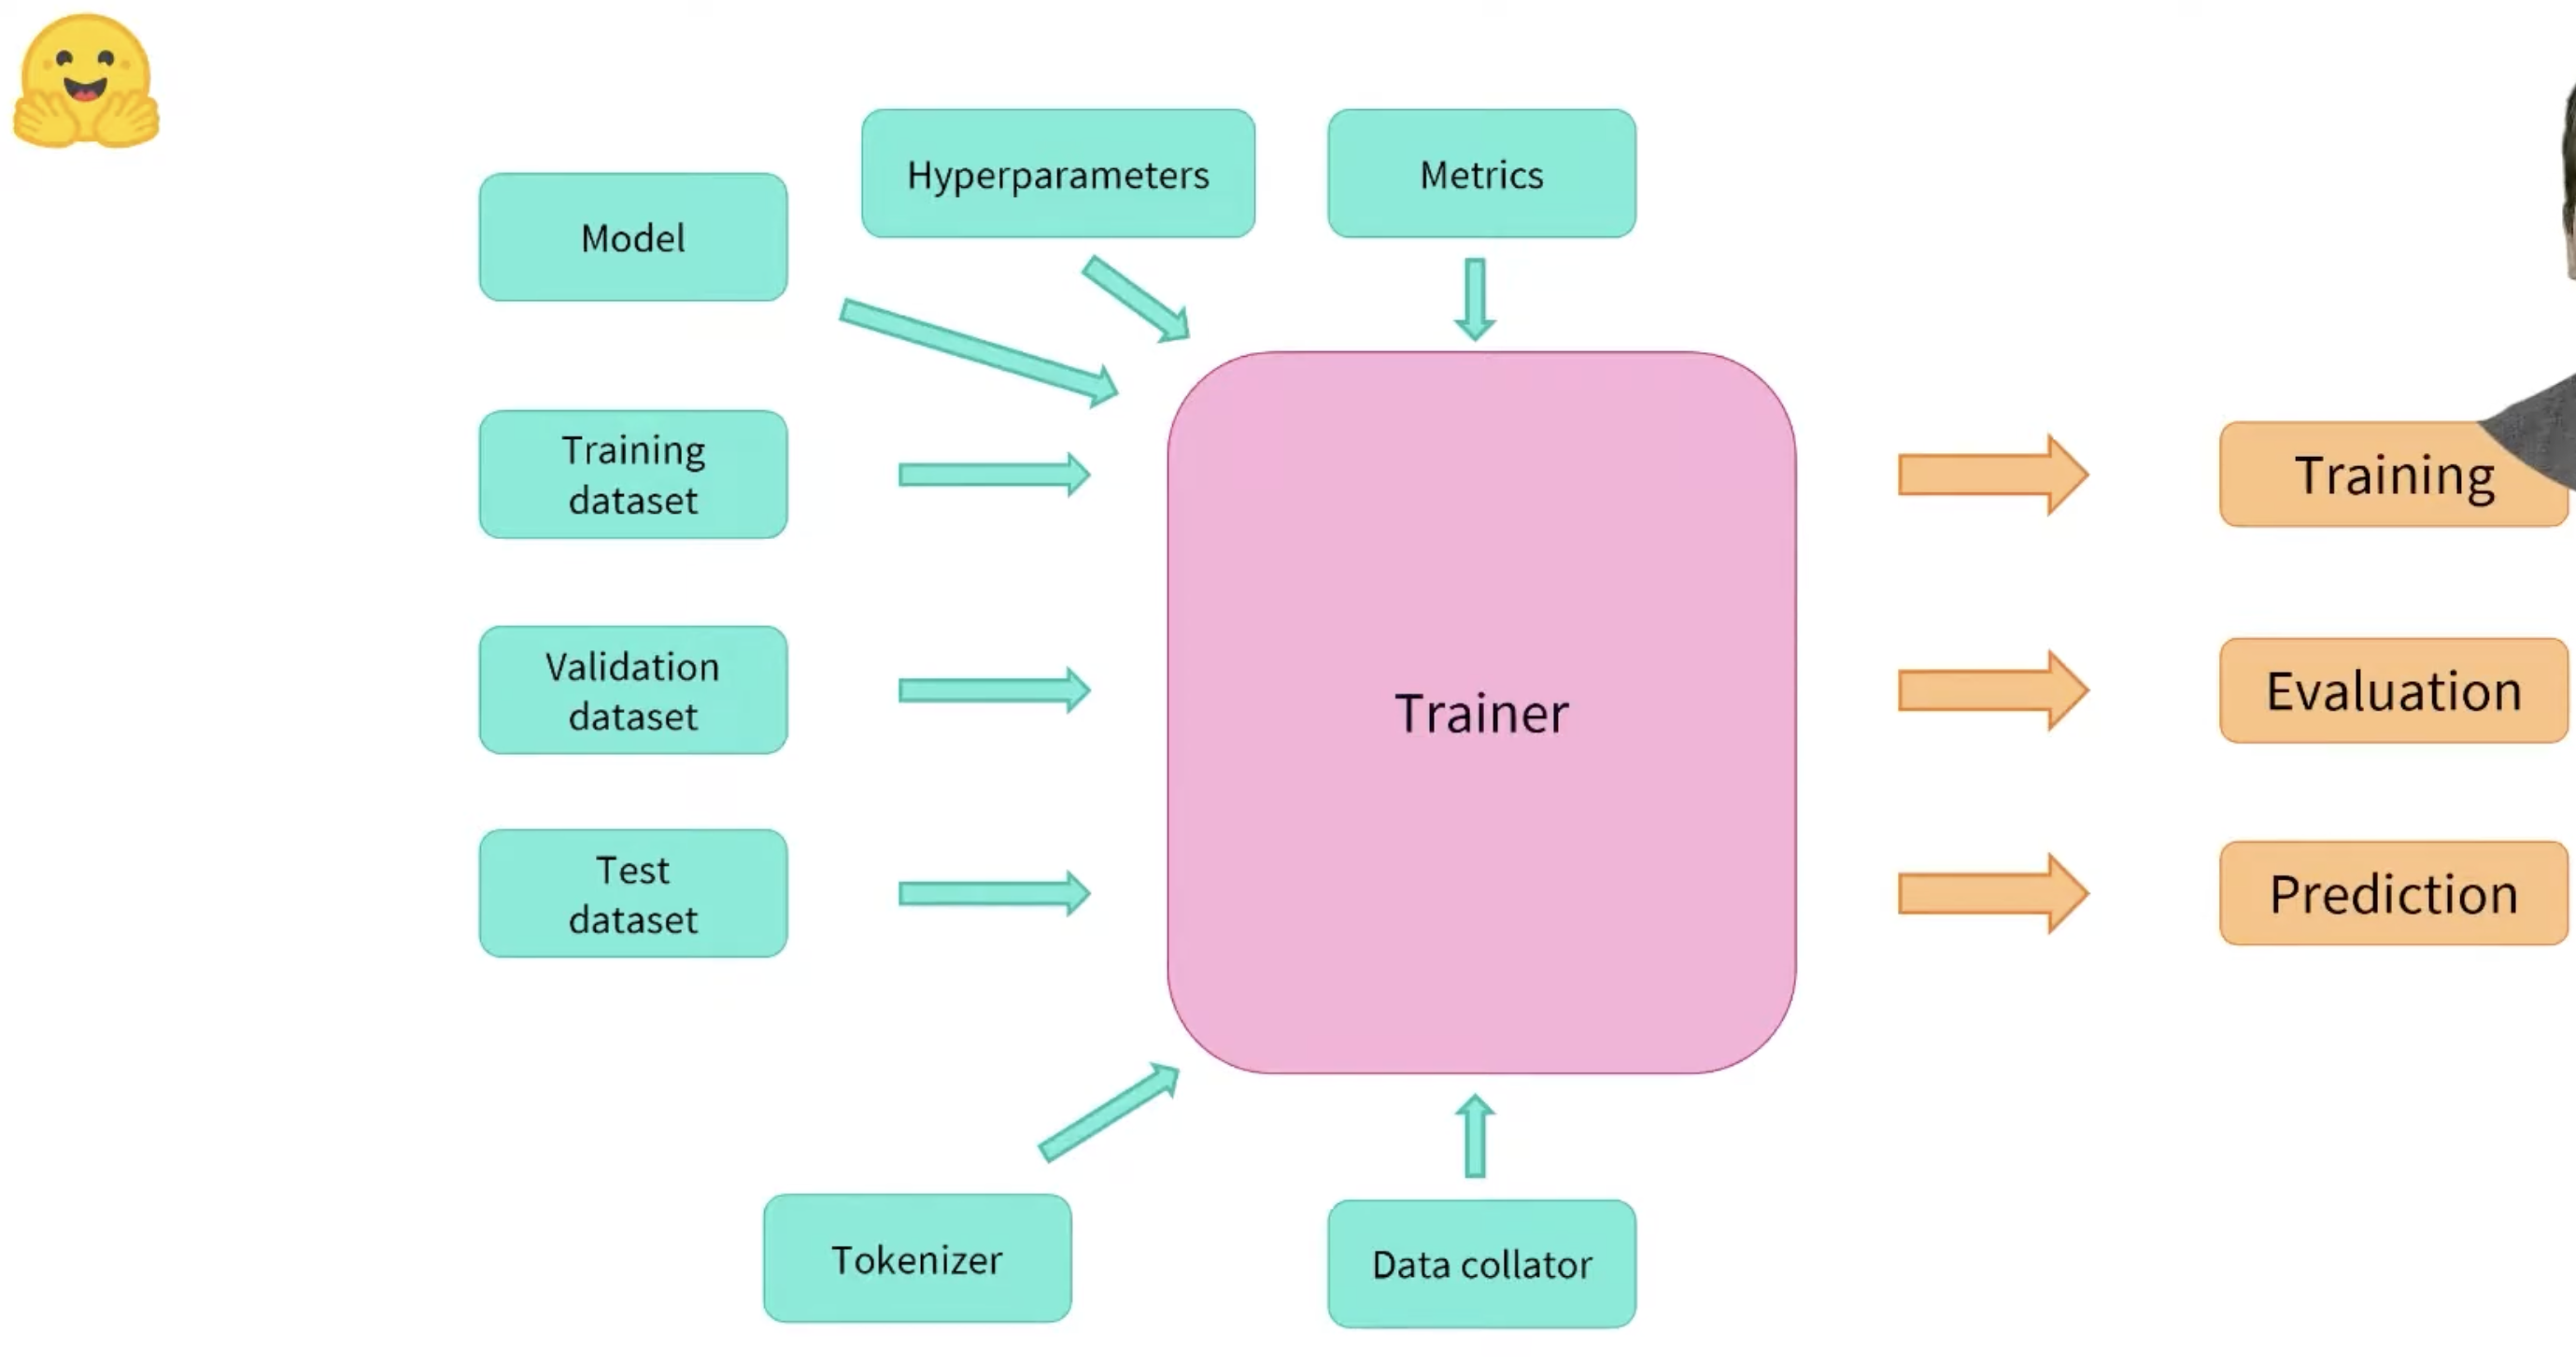 Hyperparameters
Metrics
Model
Training
dataset
Training
Validation
dataset
Evaluation
Trainer
Test
dataset
Prediction
Tokenizer
Data collator